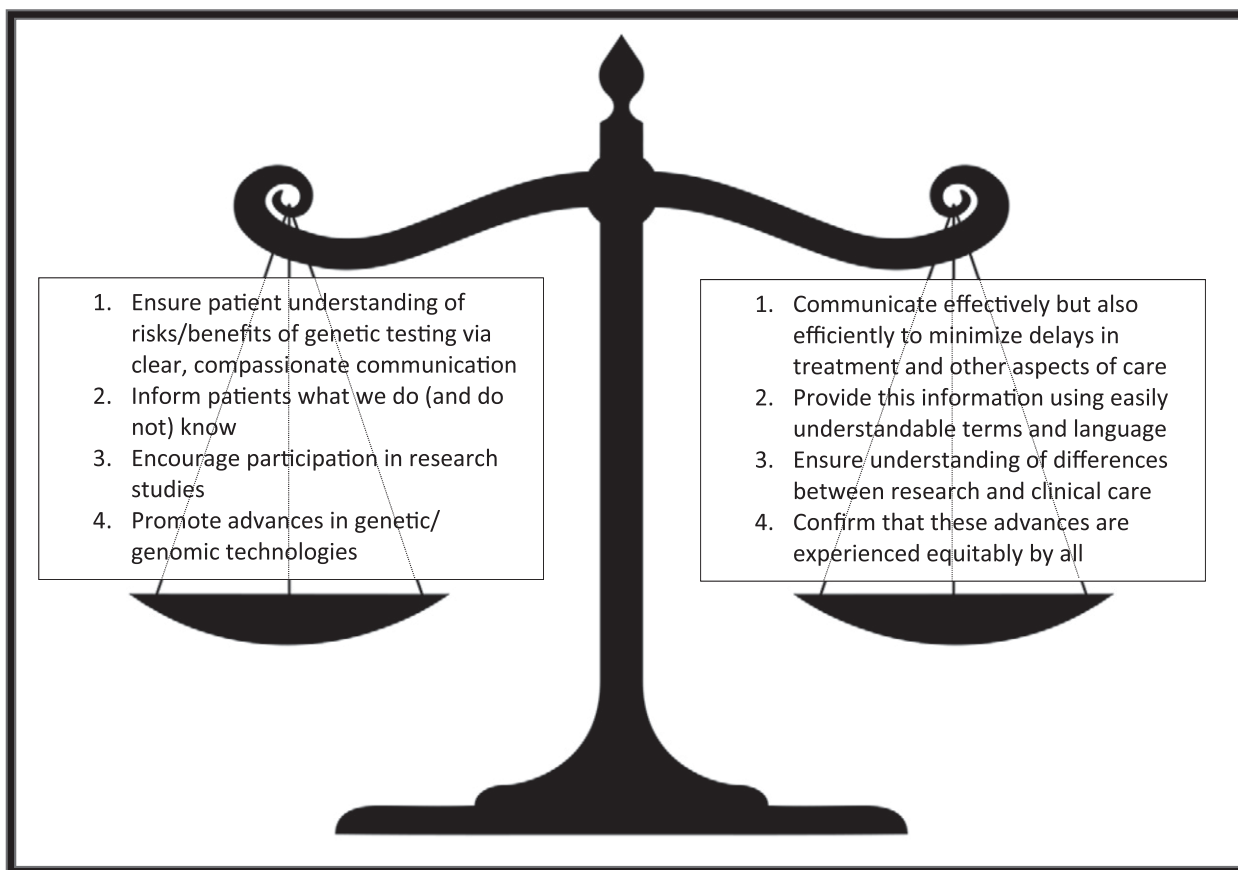 1. Ensure patient understanding of
risks/benefits of genetic testing via
clear, compassionate communication
2. Inform patients what we do (and do
not) know
3. Encourage participation in research
studies
4. Promote advances in genetic/
genomic technologies
1. Communicate effectively but also
efficiently to minimize delays in
treatment and other aspects of care
2. Provide this information using easily
understandable terms and language
3. Ensure understanding of differences
between research and clinical care
4. Confirm that these advances are
experienced equitably by all